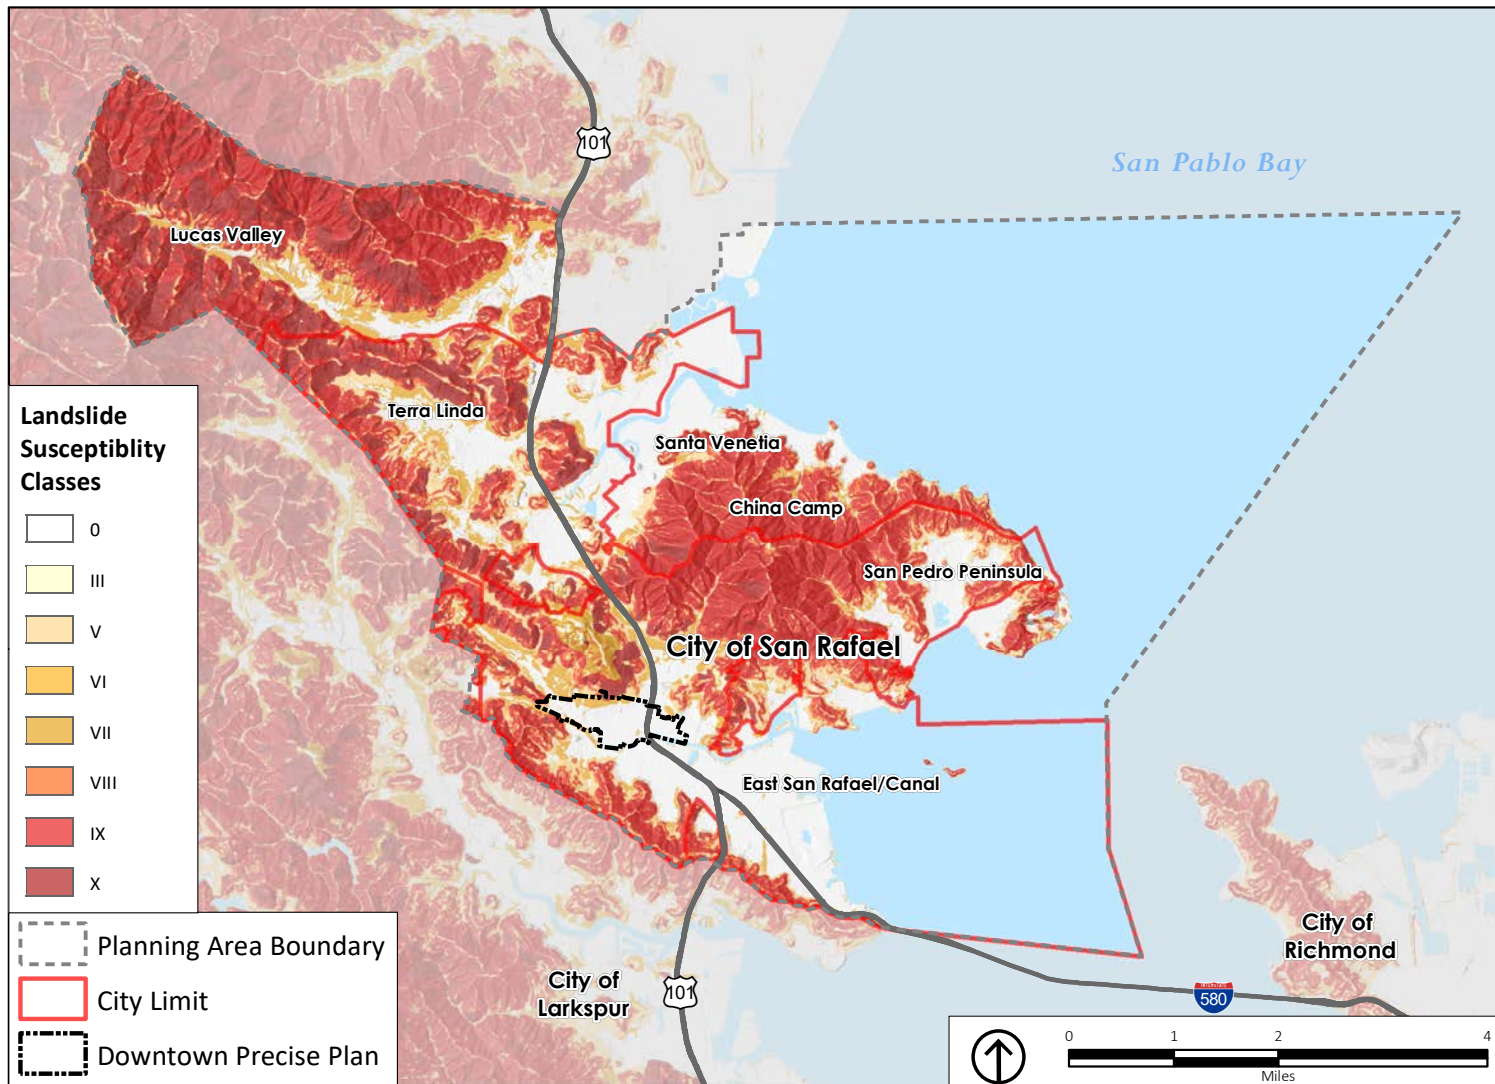 101
San Pablo Bay
Lucas Valley
Terra Linda
Santa Venetia
China Camp
San Pedro Peninsula
City of San Rafael
East San Rafael/Canal
City of
Richmond
City of
Larkspur
101
INTERSTATE
580
Landslide
Susceptiblity
Classes
0
III
V
VI
VII
VIII
IX
X
Planning Area Boundary
City Limit
Downtown Precise Plan
0
1
2
4
Miles